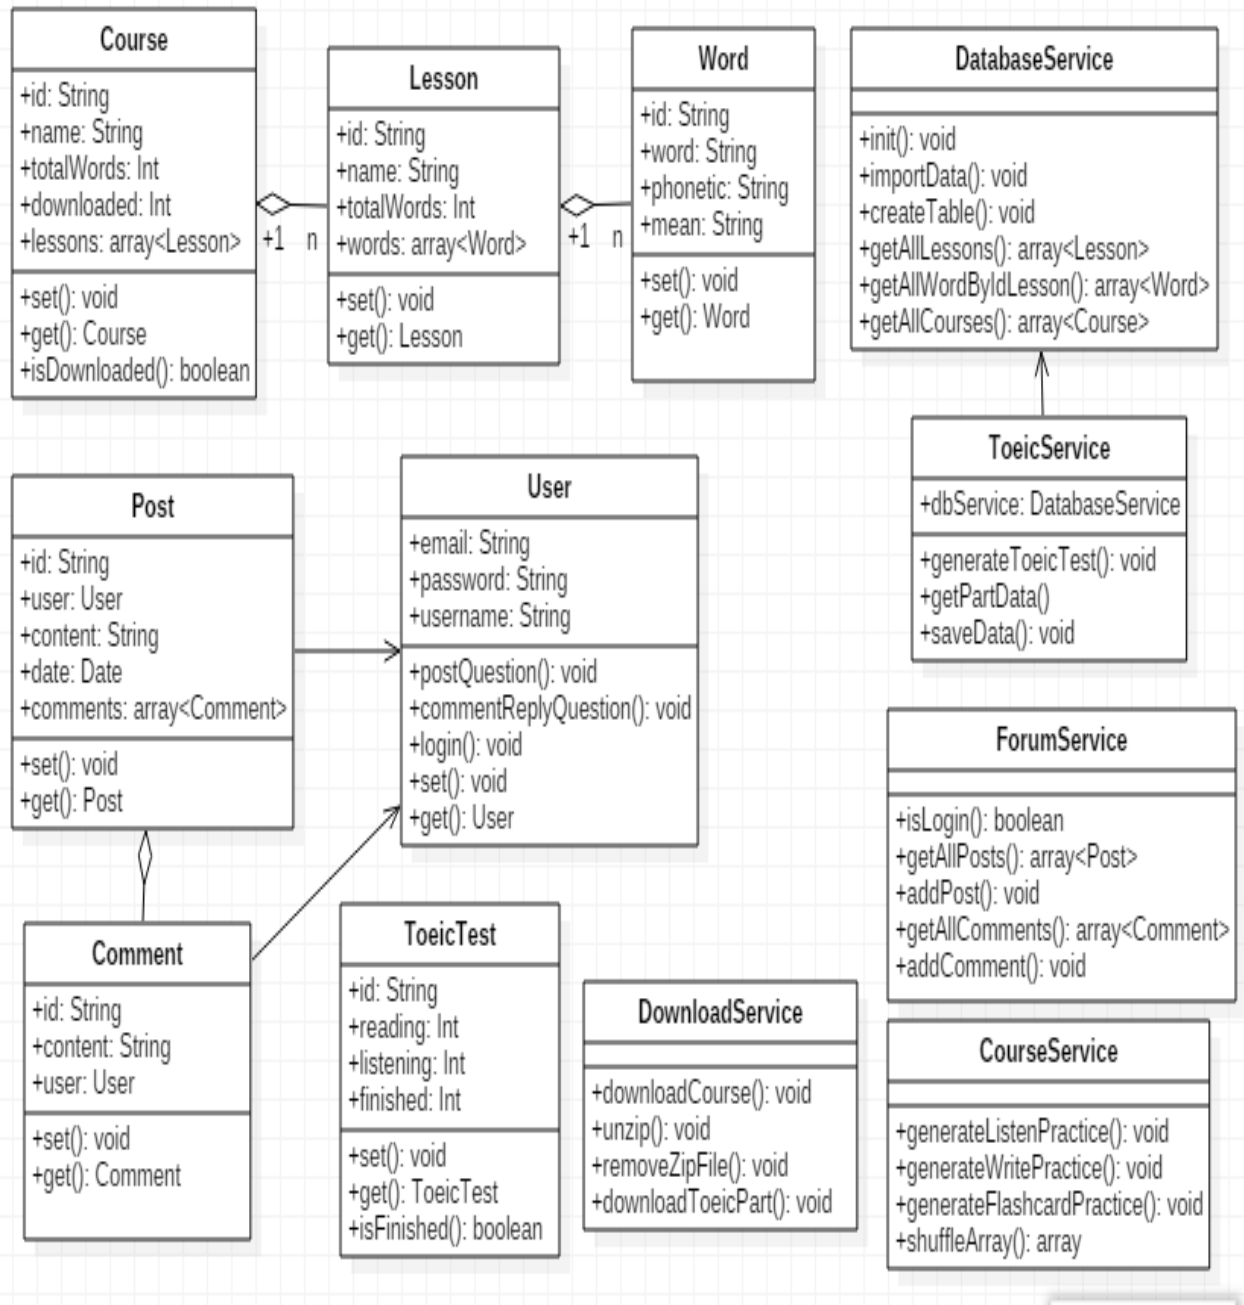 Course
+id: String
+name: String
+totalWords: Int
+downloaded: Int
+lessons: array<Lesson>
+set(): void
+get(): Course
+isDownloaded(): boolean
+1 n
Lesson
+id: String
+name: String
+totalWords: Int
+words: array<Word>
+set(): void
+get(): Lesson
+1 n
Word
+id: String
+word: String
+phonetic: String
+mean: String
+set(): void
+get(): Word
DatabaseService
+init(): void
+importData(): void
+createTable(): void
+getAllLessons(): array<Lesson>
+getAllWordByIdLesson(): array<Word>
+getAllCourses(): array<Course>
ToeicService
+dbService: DatabaseService
+generateToeicTest(): void
+getPartData()
+saveData(): void
Post
+id: String
+user: User
+content: String
+date: Date
+comments: array<Comment>
+set(): void
+get(): Post
User
+email: String
+password: String
+username: String
+postQuestion(): void
+commentReplyQuestion(): void
+login(): void
+set(): void
+get(): User
ForumService
+isLogin(): boolean
+getAllPosts(): array<Post>
+addPost(): void
+getAllComments(): array<Comment>
+addComment(): void
Comment
+id: String
+content: String
+user: User
+set(): void
+get(): Comment
ToeicTest
+id: String
+reading: Int
+listening: Int
+finished: Int
+set(): void
+get(): ToeicTest
+isFinished(): boolean
DownloadService
+downloadCourse(): void
+unzip(): void
+removeZipFile(): void
+downloadToeicPart(): void
CourseService
+generateListenPractice(): void
+generateWritePractice(): void
+generateFlashcardPractice(): void
+shuffleArray(): array